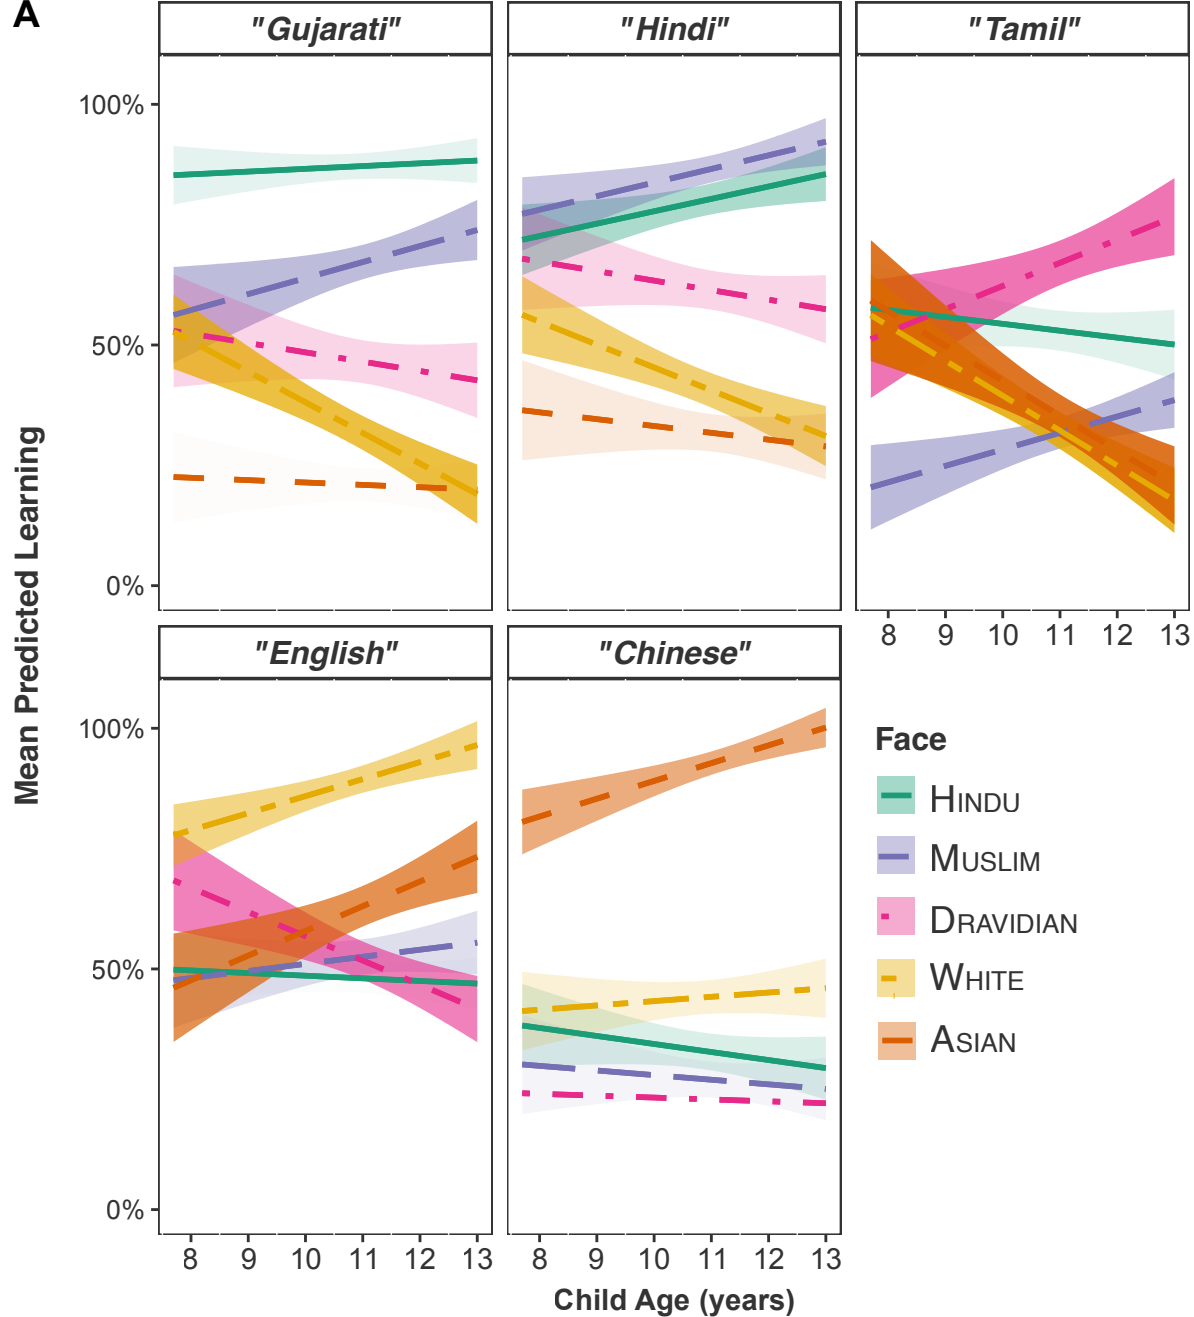 A
"Gujarati"
"Hindi"
"Tamil"
100%
50%
0%
8 9 10 11 12 13
"English"
"Chinese"
100%
50%
0%
8 9 10 11 12 13
8 9 10 11 12 13
Child Age (years)
Mean Predicted Learning
Face
HINDU
MUSLIM
DRAVIDIAN
WHITE
ASIAN